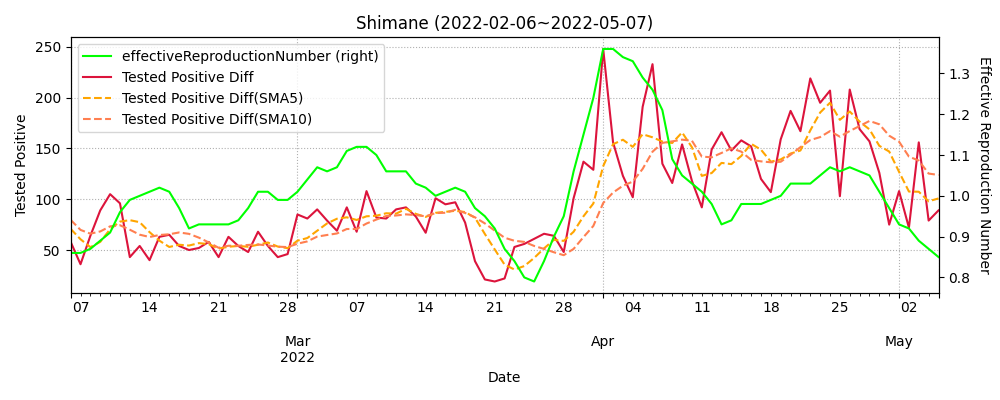 Shimane (2022-02-06~2022-05-07)
effectiveReproductionNumber (right)
Tested Positive Diff
Tested Positive Diff(SMA5)
Tested Positive Diff(SMA10)
Tested Positive
250
200
150
100
50
Effective Reproduction Number
1.3
1.2
1.1
1.0
0.9
0.8
07 14 21 28 07 14 21 28 04 11 18 25 02
Mar Apr May
2022
Date